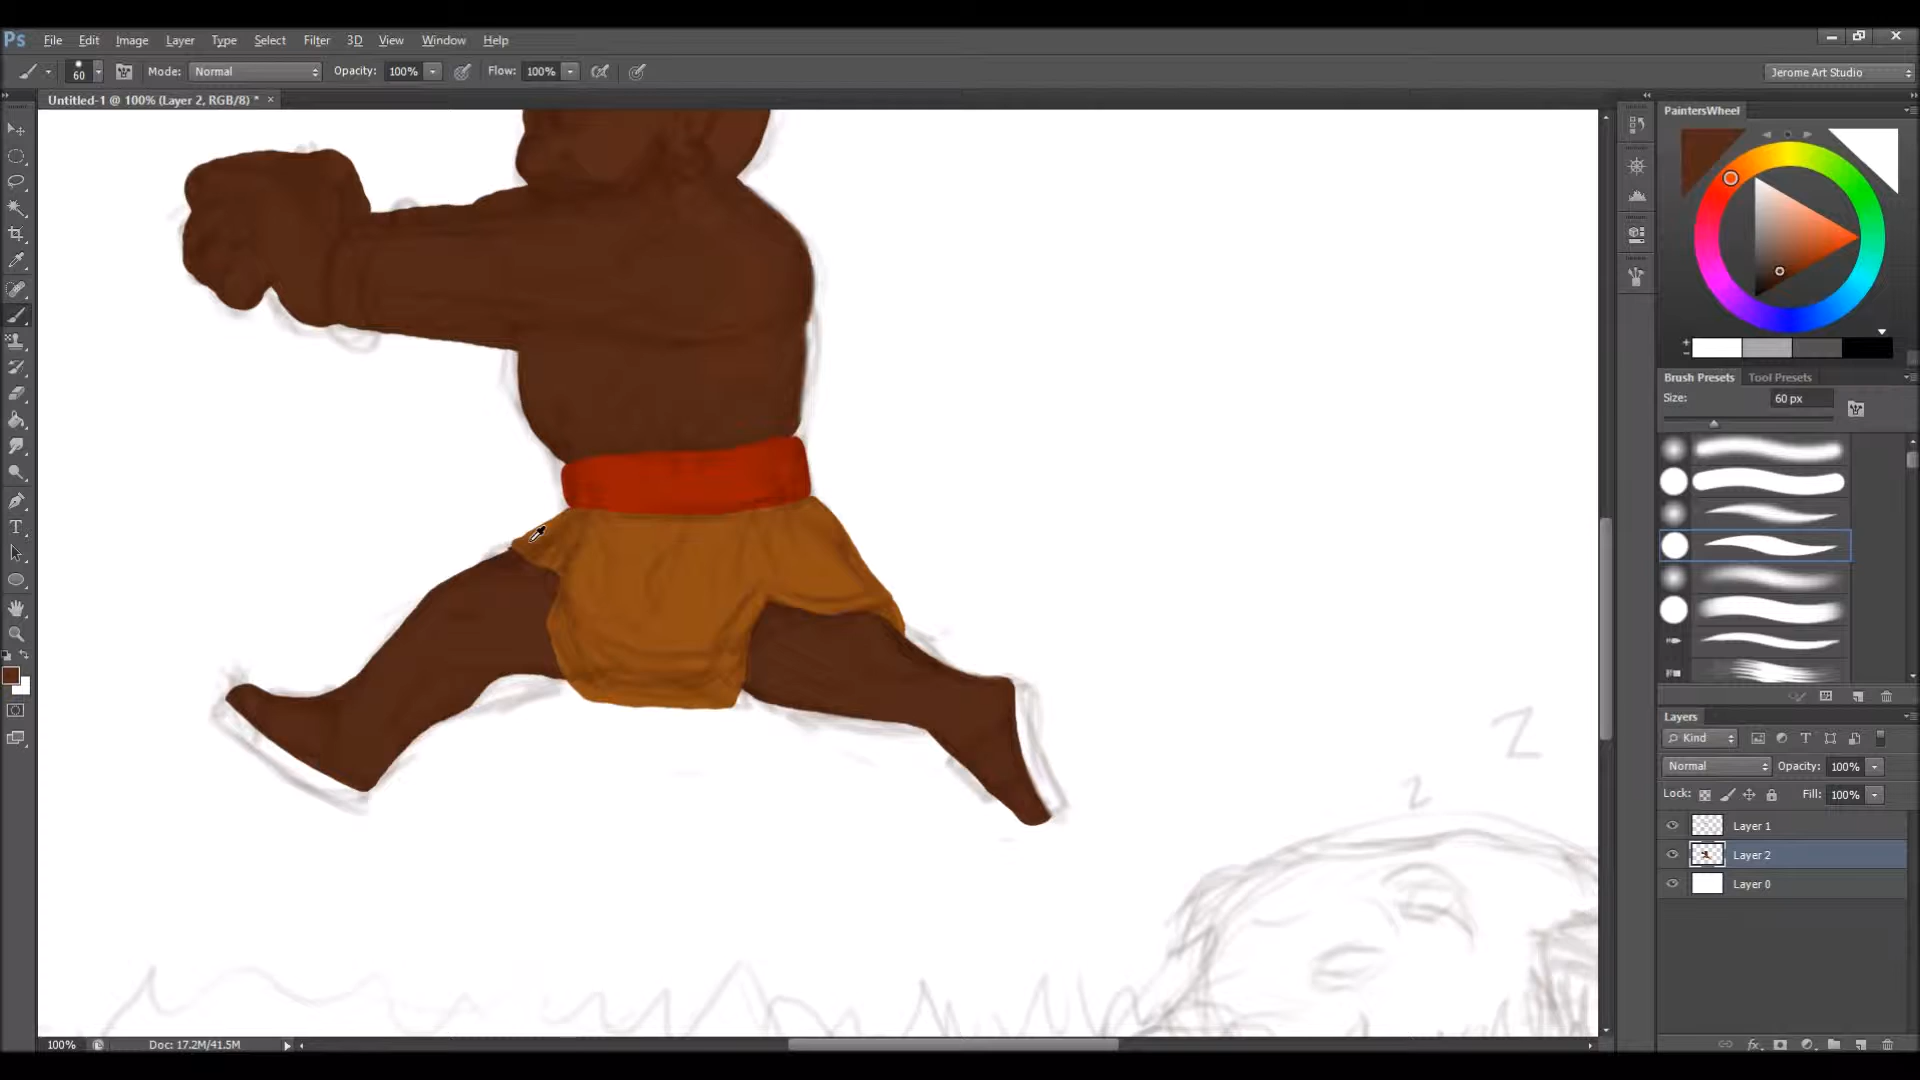 Ps File Edit Image Layer Type Select Filter 3D View Window Help
60 Mode: Normal Opacity: 100% Flow: 100% Jerome Art Studio
Untitled-1 @ 100% (Layer 2, RGB/8) * ×
PaintersWheel
Brush Presets Tool Presets
Size: 60 px
Layers
Kind T
Normal Opacity: 100%
Lock: Fill: 100%
Layer 1
Layer 2
Layer 0
Z
z
100% Doc: 17.2M/41.5M
fx